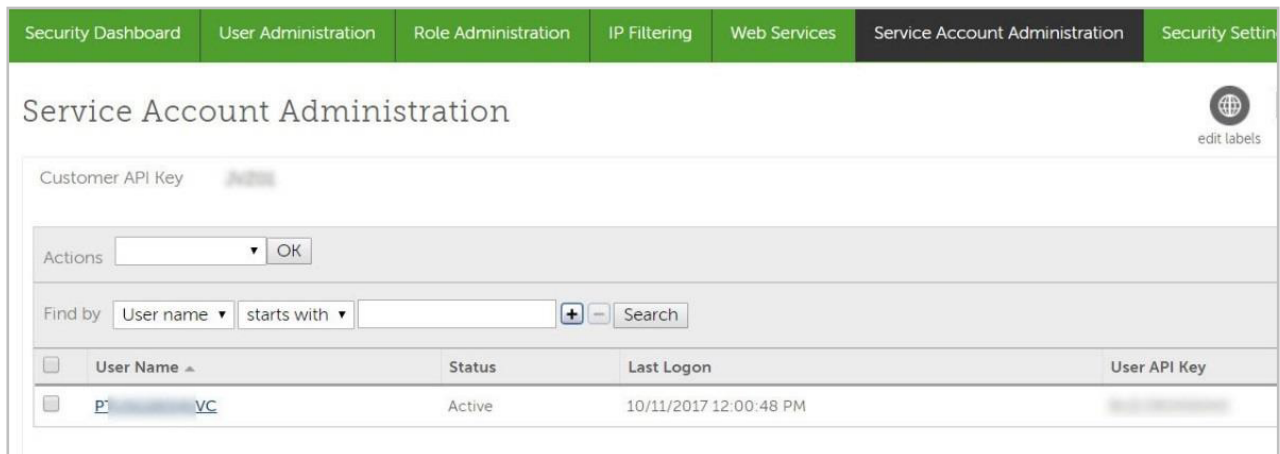 Security Dashboard User Administration Role Administration IP Filtering Web Services Service Account Administration Security Settin
Service Account Administration
edit labels
Customer API Key
Actions OK
Find by User name starts with + - Search
User Name Status Last Logon User API Key
Active 10/11/2017 12:00:48 PM